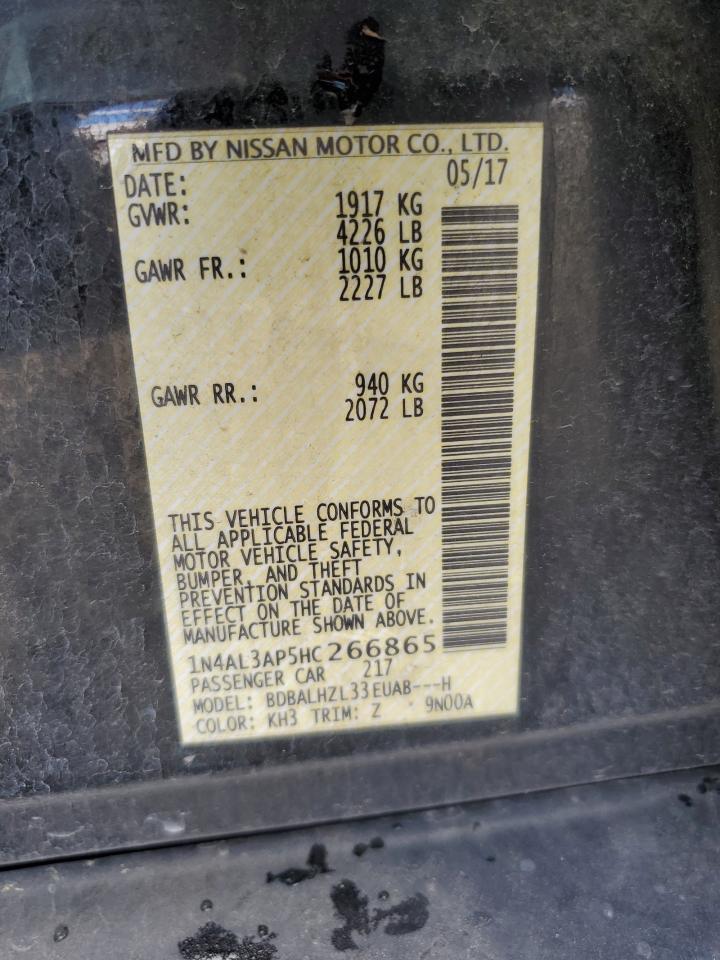 MFD BY NISSAN MOTOR CO., LTD.
DATE: 05/17
GVWR: 1917 KG
4226 LB
GAWR FR.: 1010 KG
2227 LB
GAWR RR.: 940 KG
2072 LB
THIS VEHICLE CONFORMS TO
ALL APPLICABLE FEDERAL
MOTOR VEHICLE SAFETY,
BUMPER, AND THEFT
PREVENTION STANDARDS IN
EFFECT ON THE DATE OF
MANUFACTURE SHOWN ABOVE.
1N4AL3AP5HC266865
PASSENGER CAR 217
MODEL: BDBALHZL33EUAB---H
COLOR: KH3 TRIM: Z 9N00A